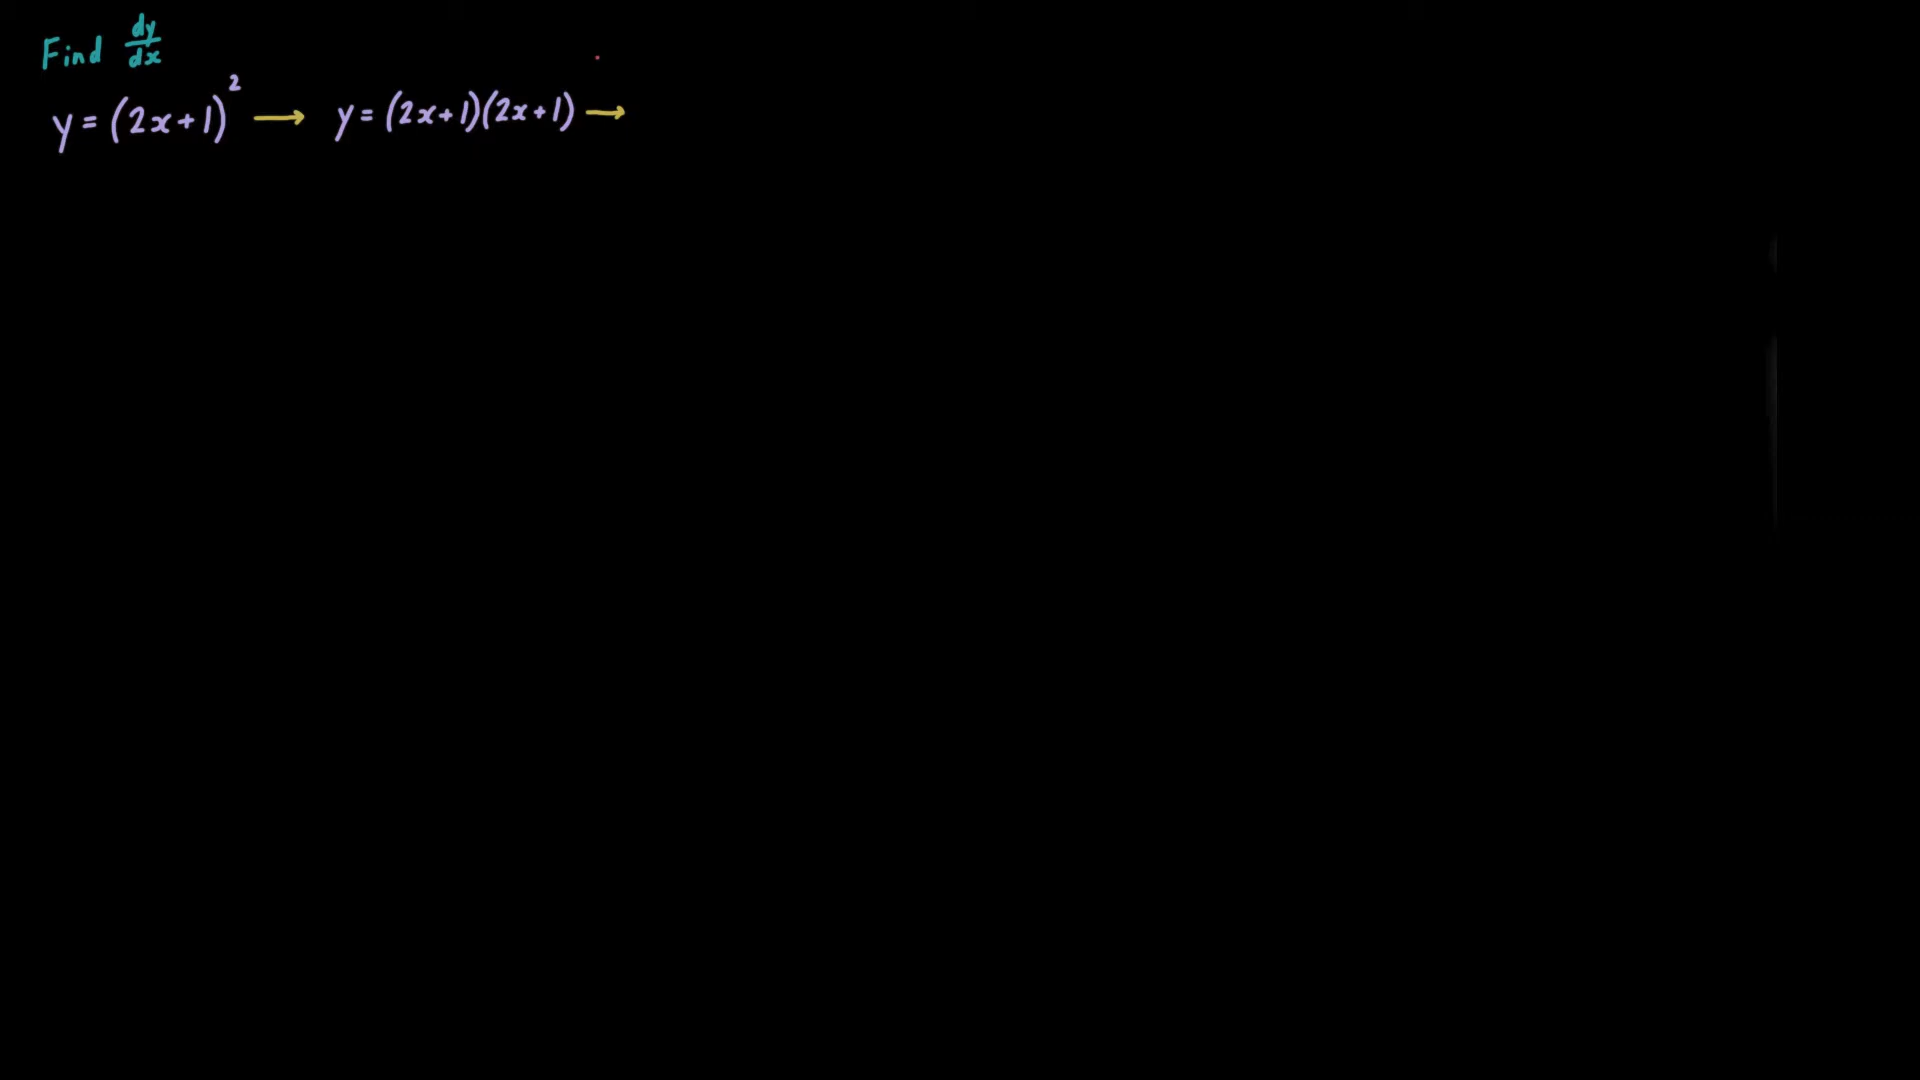 Find dy/dx
y = (2x+1)² → y = (2x+1)(2x+1) →